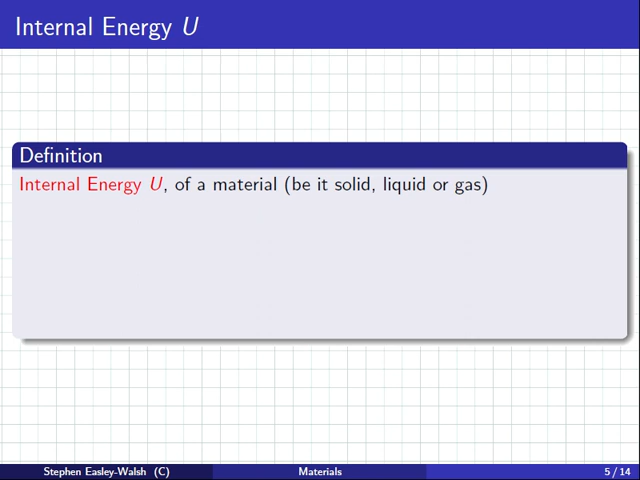 Internal Energy U
Definition
Internal Energy U, of a material (be it solid, liquid or gas)
Stephen Easley-Walsh (C)
Materials
5 / 14